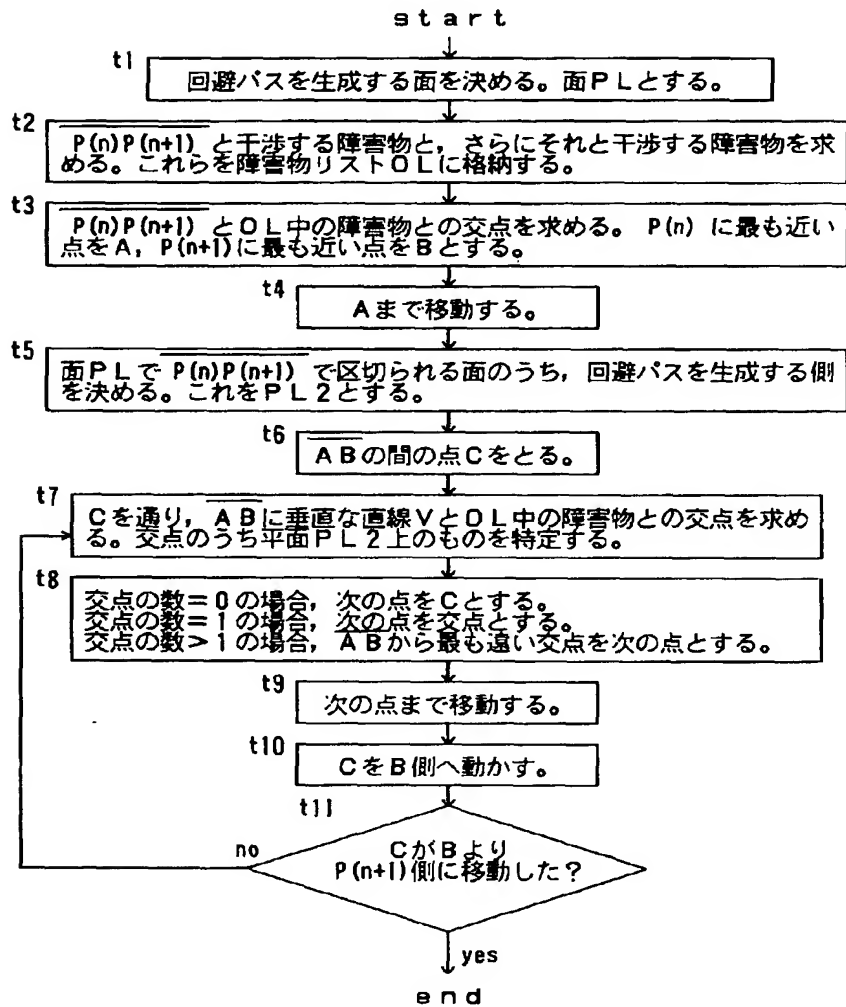 start
t1
回避パスを生成する面を決める。面PLとする。
t2
P(n)P(n+1) と干渉する障害物と,さらにそれと干渉する障害物を求
める。これらを障害物リストOLに格納する。
t3
P(n)P(n+1) とOL中の障害物との交点を求める。 P(n) に最も近い
点をA, P(n+1)に最も近い点をBとする。
t4
Aまで移動する。
t5
面PLで P(n)P(n+1) で区切られる面のうち,回避パスを生成する側
を決める。これをPL2とする。
t6
ABの間の点Cをとる。
t7
Cを通り, ABに垂直な直線VとOL中の障害物との交点を求め
る。交点のうち平面PL2上のものを特定する。
t8
交点の数=0の場合,次の点をCとする。
交点の数=1の場合,次の点を交点とする。
交点の数>1の場合, ABから最も遠い交点を次の点とする。
t9
次の点まで移動する。
t10
CをB側へ動かす。
t11
CがBより
P(n+1)側に移動した?
no
yes
end